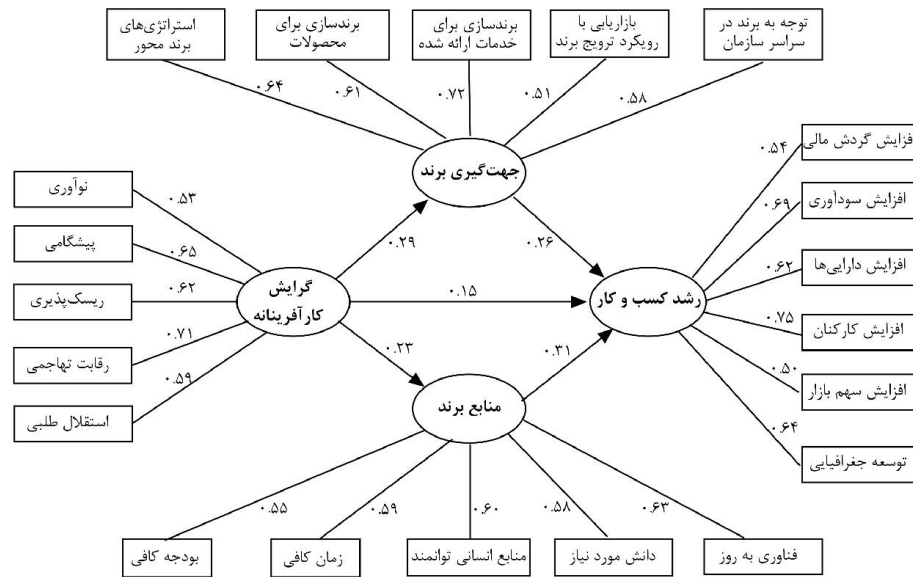 توجه به برند در
سراسر سازمان
بازاریابی با
رویکرد ترویج برند
برندسازی برای
خدمات ارائه شده
برندسازی برای
محصولات
استراتژی‌های
برند محور
۰.۵۸
۰.۵۱
۰.۷۲
۰.۶۱
۰.۶۴
جهت‌گیری برند
فزایش گردش مالی
۰.۵۴
افزایش سودآوری
۰.۶۹
افزایش دارایی‌ها
۰.۶۲
افزایش کارکنان
۰.۷۵
افزایش سهم بازار
۰.۵۰
توسعه جغرافیایی
۰.۶۴
رشد کسب و کار
۰.۲۶
۰.۲۹
۰.۱۵
۰.۳۱
۰.۲۳
گرایش
کارآفرینانه
نوآوری
۰.۵۳
پیشگامی
۰.۶۵
ریسک‌پذیری
۰.۶۲
رقابت تهاجمی
۰.۷۱
استقلال طلبی
۰.۵۹
منابع برند
۰.۶۳
۰.۵۸
۰.۶۰
۰.۵۹
۰.۵۵
فناوری به روز
دانش مورد نیاز
منابع انسانی توانمند
زمان کافی
بودجه کافی